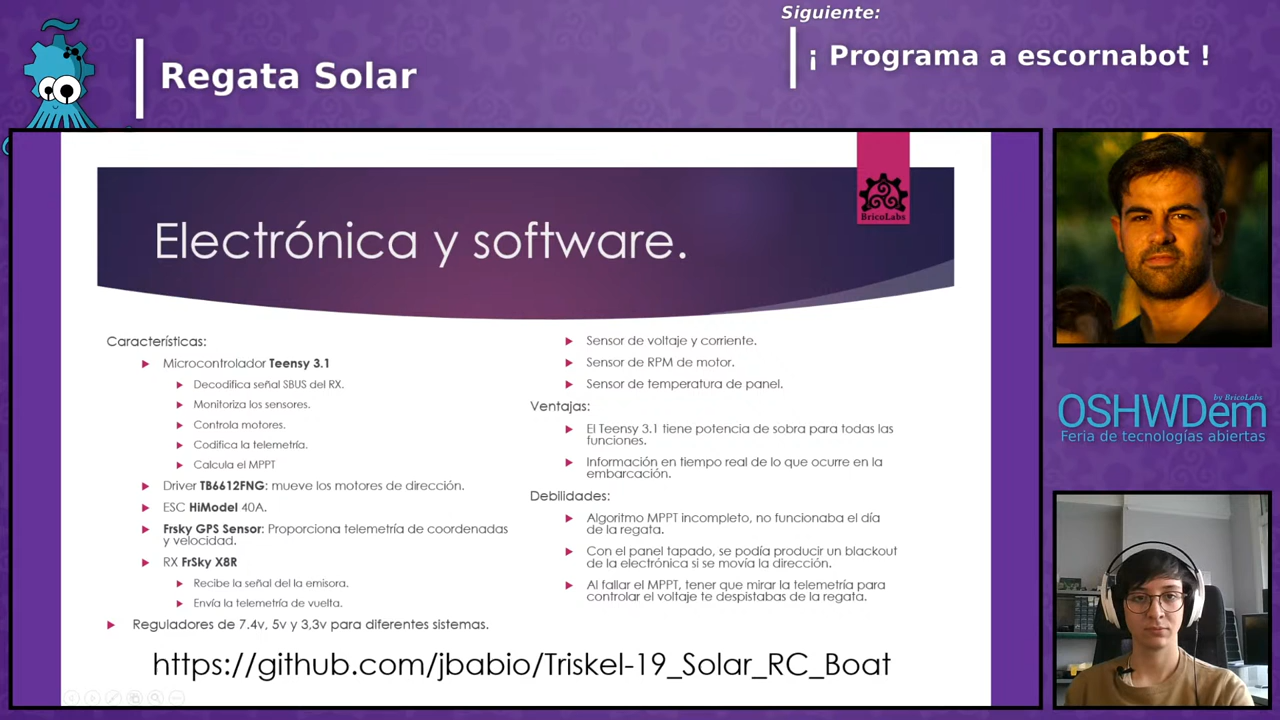 Siguiente:
Regata Solar
¡ Programa a escornabot !
BricoLabs
Electrónica y software.
Características:
Microcontrolador Teensy 3.1
Decodifica señal SBUS del RX.
Monitoriza los sensores.
Controla motores.
Codifica la telemetría.
Calcula el MPPT
Driver TB6612FNG: mueve los motores de dirección.
ESC HiModel 40A.
Frsky GPS Sensor: Proporciona telemetría de coordenadas
y velocidad.
RX FrSky X8R
Recibe la señal del la emisora.
Envía la telemetría de vuelta.
Reguladores de 7.4v, 5v y 3,3v para diferentes sistemas.
Sensor de voltaje y corriente.
Sensor de RPM de motor.
Sensor de temperatura de panel.
Ventajas:
El Teensy 3.1 tiene potencia de sobra para todas las
funciones.
Información en tiempo real de lo que ocurre en la
embarcación.
Debilidades:
Algoritmo MPPT incompleto, no funcionaba el día
de la regata.
Con el panel tapado, se podía producir un blackout
de la electrónica si se movía la dirección.
Al fallar el MPPT, tener que mirar la telemetría para
controlar el voltaje te despistabas de la regata.
https://github.com/jbabio/Triskel-19_Solar_RC_Boat
by BricoLabs
OSHWDem
Feria de tecnologías abiertas